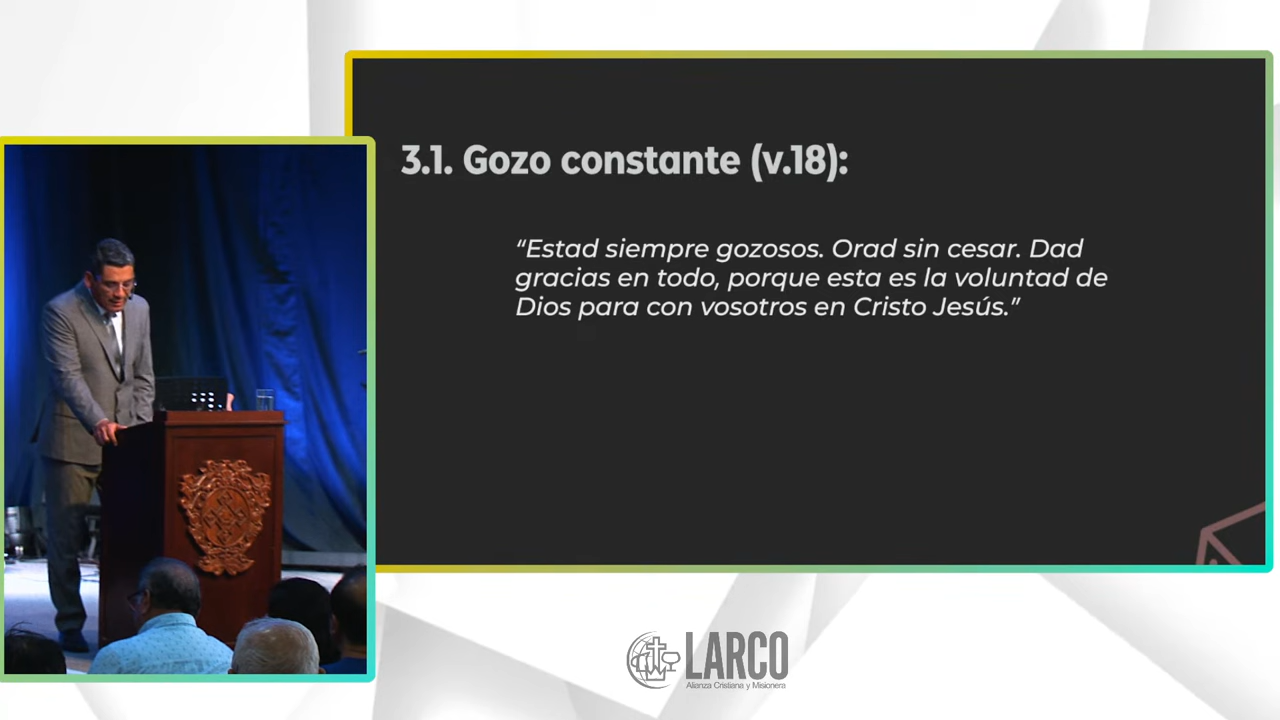 3.1. Gozo constante (v.18):
“Estad siempre gozosos. Orad sin cesar. Dad
gracias en todo, porque esta es la voluntad de
Dios para con vosotros en Cristo Jesús.”
LARCO
Alianza Cristiana y Misionera